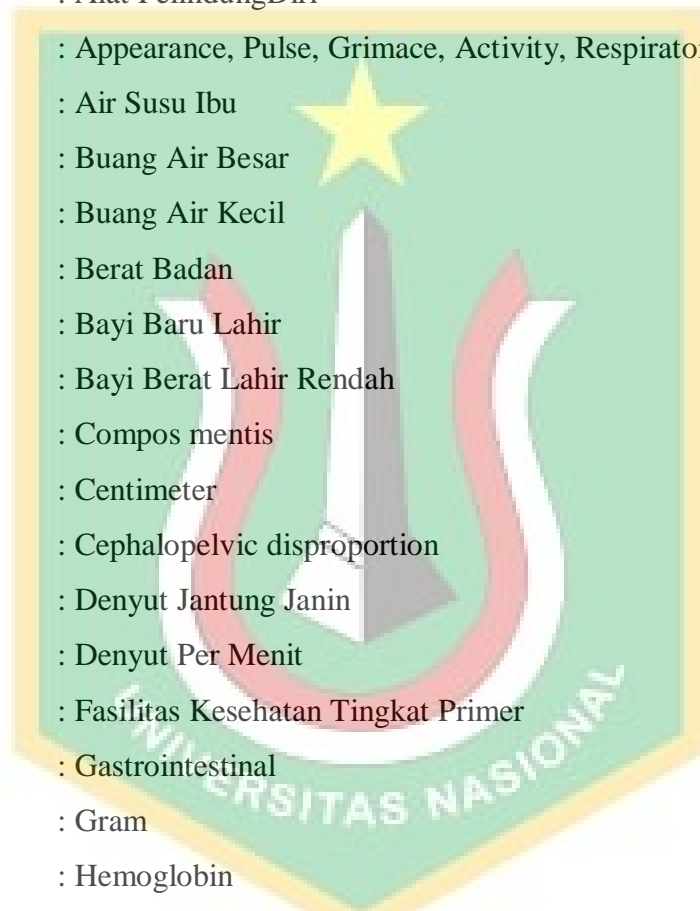 : Alat PelindungDiri
: Appearance, Pulse, Grimace, Activity,
: Air Susu Ibu
: Buang Air Besar
: Buang Air Kecil
: Berat Badan
: Bayi Baru Lahir
: Bayi Berat Lahir Rendah
: Compos mentis
: Centimeter
: Cephalopelvic disproportion
: Denyut Jantung Janin
: Denyut Per Menit
: Fasilitas Kesehatan Tingkat Primer
: Gastrointestinal
: Gram
: Hemoglobin
UNIVERSITAS NASIONAL